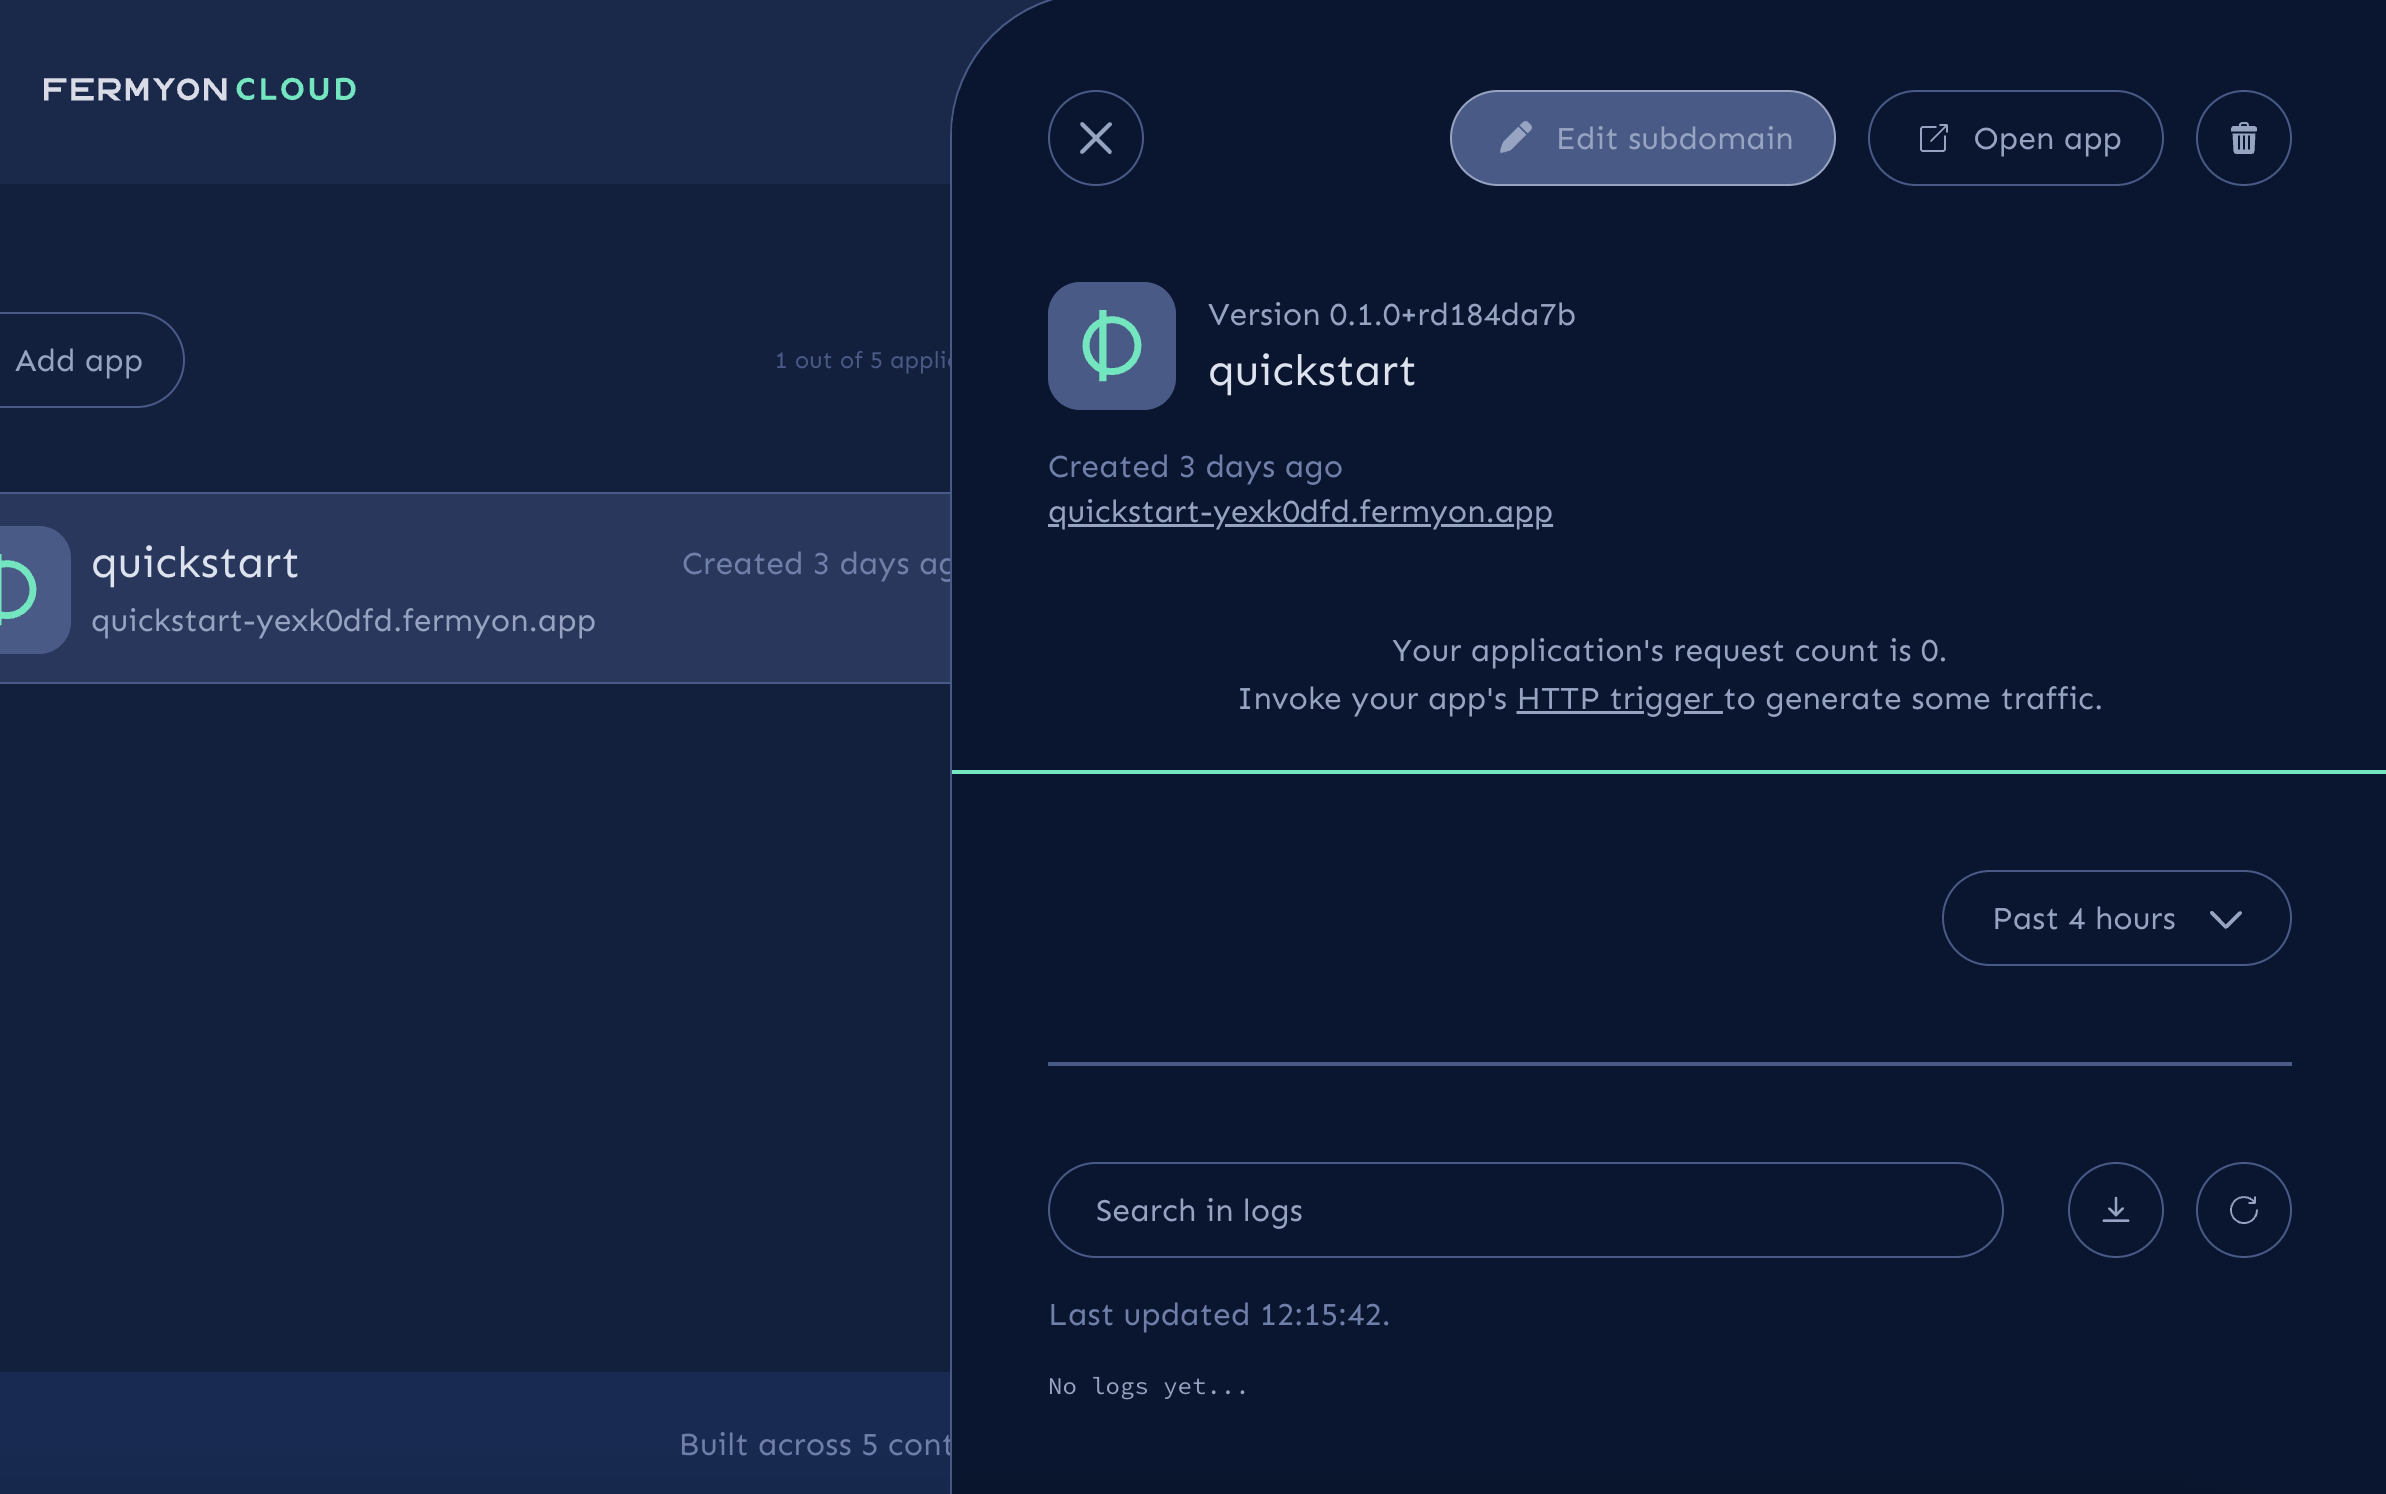 FERMYON CLOUD
Add app
1 out of 5 appli
quickstart
Created 3 days ag
quickstart-yexk0dfd.fermyon.app
Built across 5 cont
Edit subdomain
Open app
Version 0.1.0+rd184da7b
quickstart
Created 3 days ago
quickstart-yexk0dfd.fermyon.app
Your application's request count is 0.
Invoke your app's HTTP trigger to generate some traffic.
Past 4 hours
Search in logs
Last updated 12:15:42.
No logs yet...